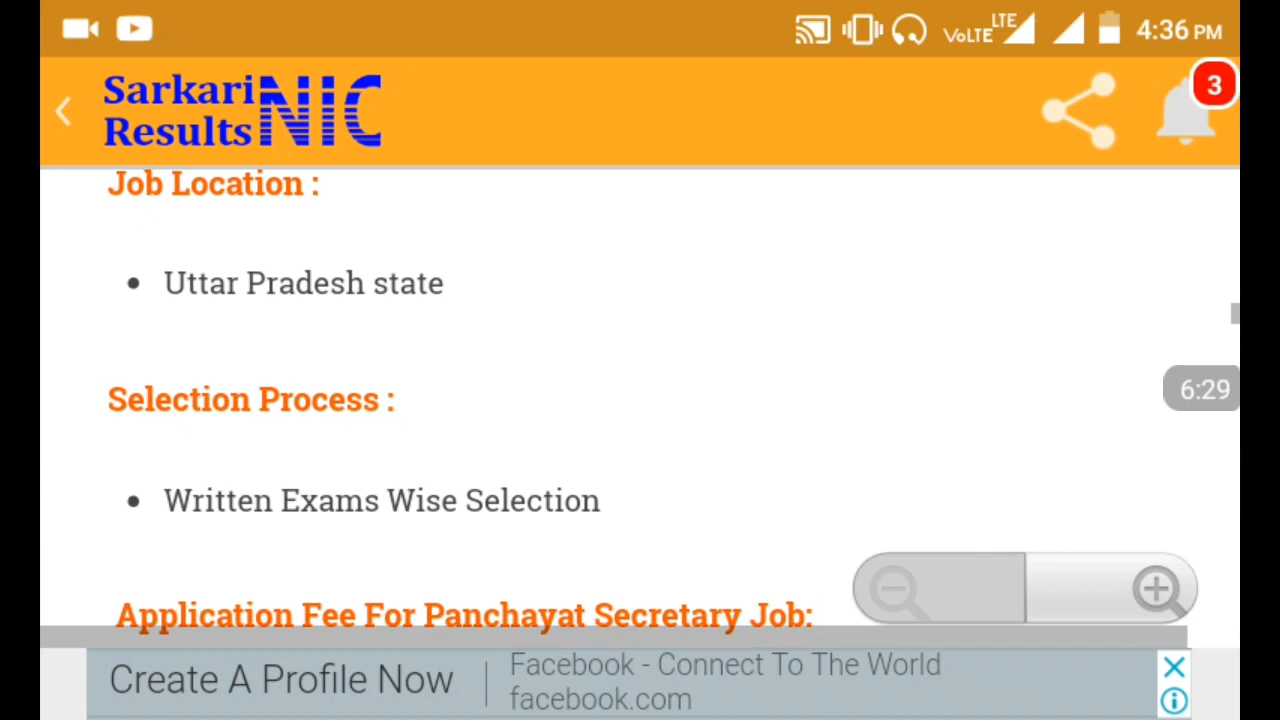 VoLTE LTE 4:36 PM
Sarkari
Results NIC
3
Job Location :
• Uttar Pradesh state
6:29
Selection Process :
• Written Exams Wise Selection
Application Fee For Panchayat Secretary Job:
Create A Profile Now
Facebook - Connect To The World
facebook.com